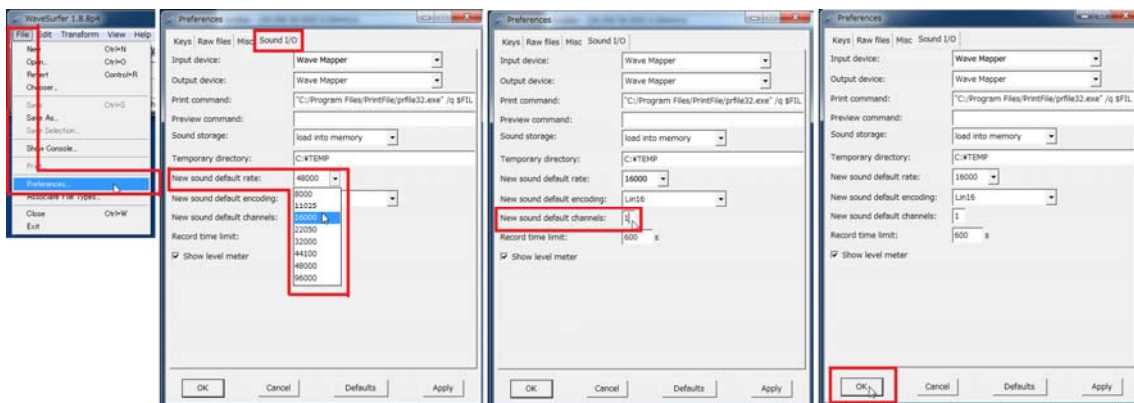 WaveSurfer 1.8.8p4
File Edit Transform View Help
New Ctrl+N
Open... Ctrl+O
Revert Control+R
Chooser...
Save Ctrl+S
Save As...
Save Selection...
Show Console...
Print...
Preferences...
Associate File Types...
Close Ctrl+W
Exit
Preferences
Keys Raw files Misc Sound I/O
Input device: Wave Mapper
Output device: Wave Mapper
Print command: "C:/Program Files/PrintFile/prfile32.exe" /q $FIL
Preview command:
Sound storage: load into memory
Temporary directory: C:¥TEMP
New sound default rate: 48000
8000
11025
16000
22050
32000
44100
48000
96000
New sound default encoding:
New sound default channels:
Record time limit:
Show level meter
OK Cancel Defaults Apply
Preferences
Keys Raw files Misc Sound I/O
Input device: Wave Mapper
Output device: Wave Mapper
Print command: "C:/Program Files/PrintFile/prfile32.exe" /q $FIL
Preview command:
Sound storage: load into memory
Temporary directory: C:¥TEMP
New sound default rate: 16000
New sound default encoding: Lin16
New sound default channels: 1
Record time limit: 600 s
Show level meter
OK Cancel Defaults Apply
Preferences
Keys Raw files Misc Sound I/O
Input device: Wave Mapper
Output device: Wave Mapper
Print command: "C:/Program Files/PrintFile/prfile32.exe" /q $FIL
Preview command:
Sound storage: load into memory
Temporary directory: C:¥TEMP
New sound default rate: 16000
New sound default encoding: Lin16
New sound default channels: 1
Record time limit: 600 s
Show level meter
OK Cancel Defaults Apply